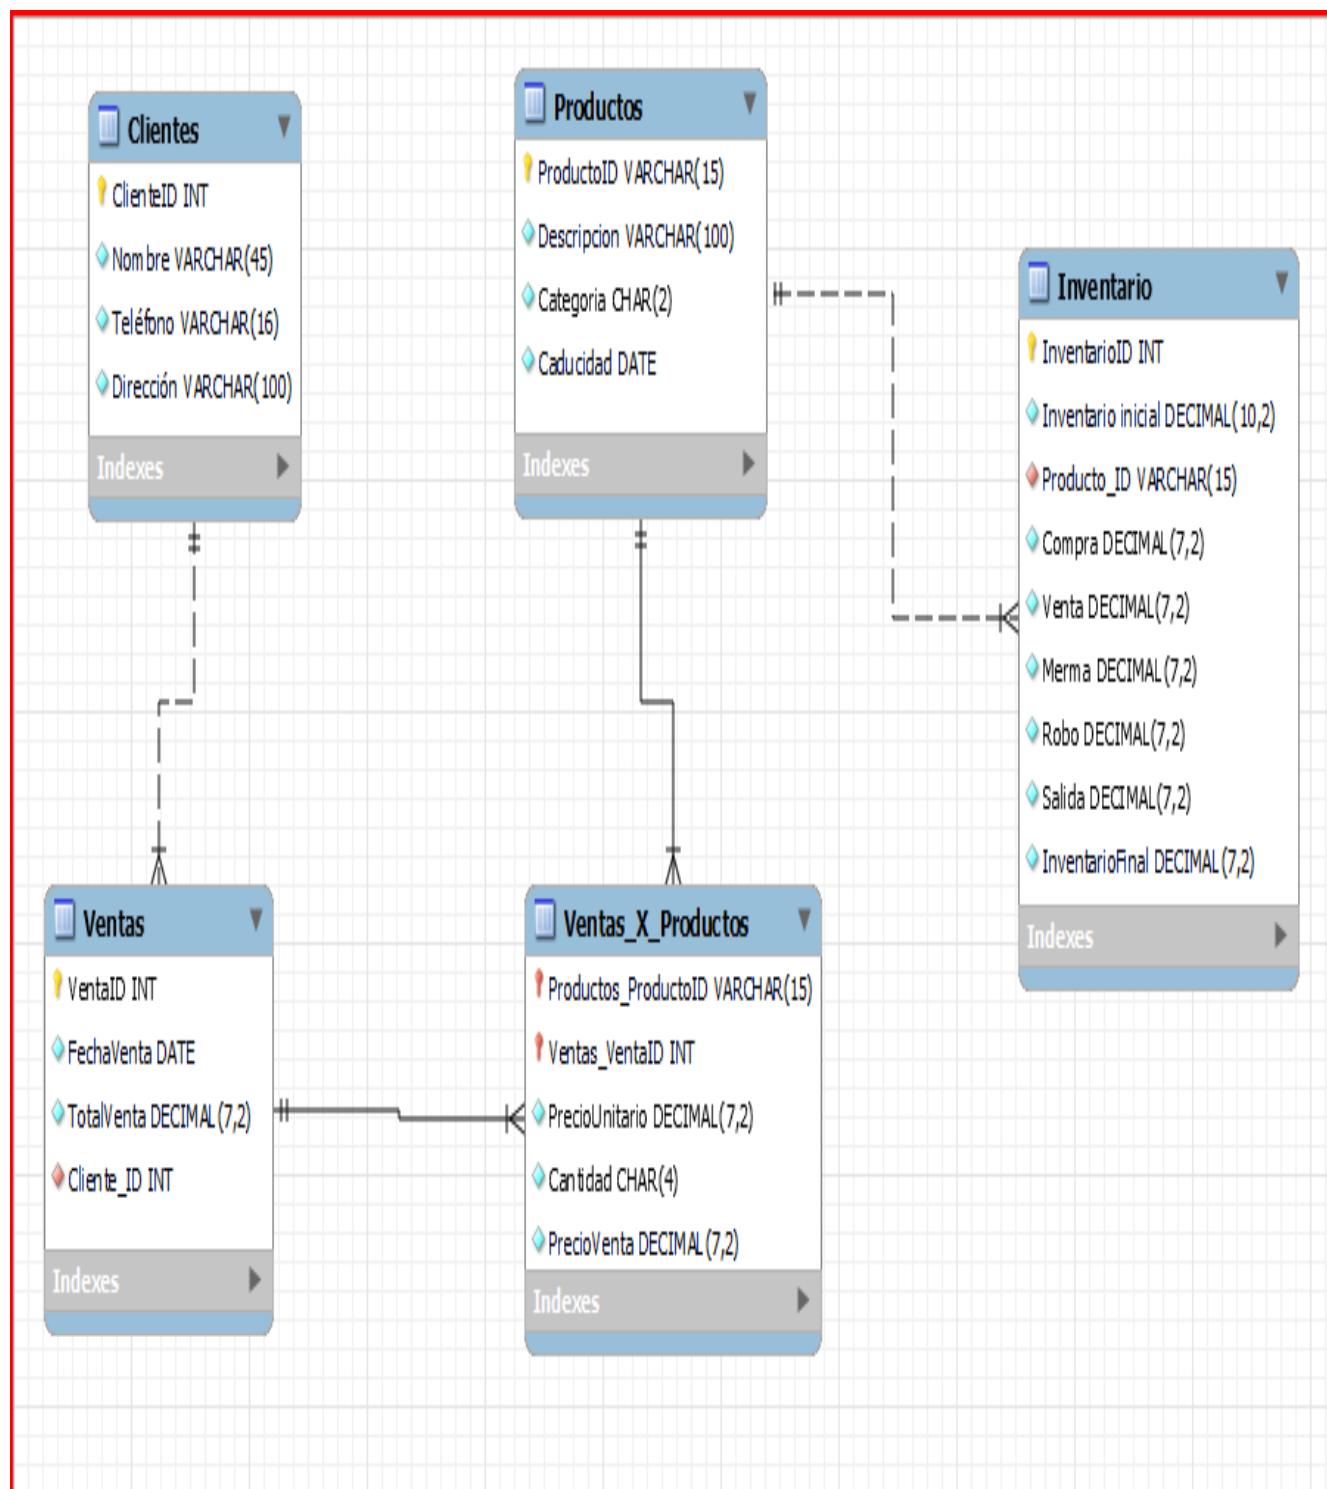 Clientes
ClienteID INT
Nombre VARCHAR(45)
Teléfono VARCHAR(16)
Dirección VARCHAR(100)
Indexes
Productos
ProductoID VARCHAR(15)
Descripcion VARCHAR(100)
Categoria CHAR(2)
Caducidad DATE
Indexes
Inventario
InventarioID INT
Inventario inicial DECIMAL(10,2)
Producto_ID VARCHAR(15)
Compra DECIMAL(7,2)
Venta DECIMAL(7,2)
Merma DECIMAL(7,2)
Robo DECIMAL(7,2)
Salida DECIMAL(7,2)
InventarioFinal DECIMAL(7,2)
Indexes
Ventas
VentaID INT
FechaVenta DATE
TotalVenta DECIMAL(7,2)
Cliente_ID INT
Indexes
Ventas_X_Productos
Productos_ProductoID VARCHAR(15)
Ventas_VentaID INT
PrecioUnitario DECIMAL(7,2)
Cantidad CHAR(4)
PrecioVenta DECIMAL(7,2)
Indexes